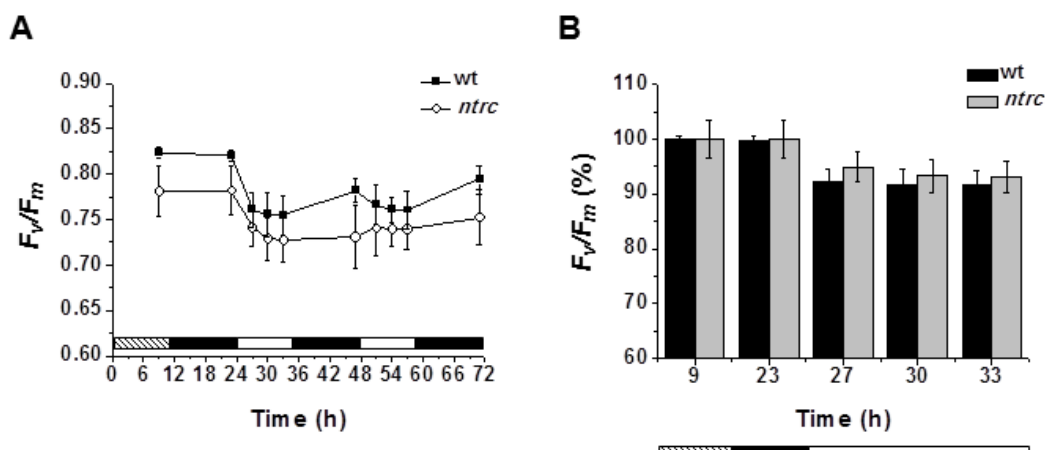 A
0.90
0.85
0.80
0.75
0.70
0.65
0.60
Fv/Fm
wt
ntrc
0 6 12 18 24 30 36 42 48 54 60 66 72
Time (h)
B
110
100
90
80
70
60
Fv/Fm (%)
wt
ntrc
9 23 27 30 33
Time (h)